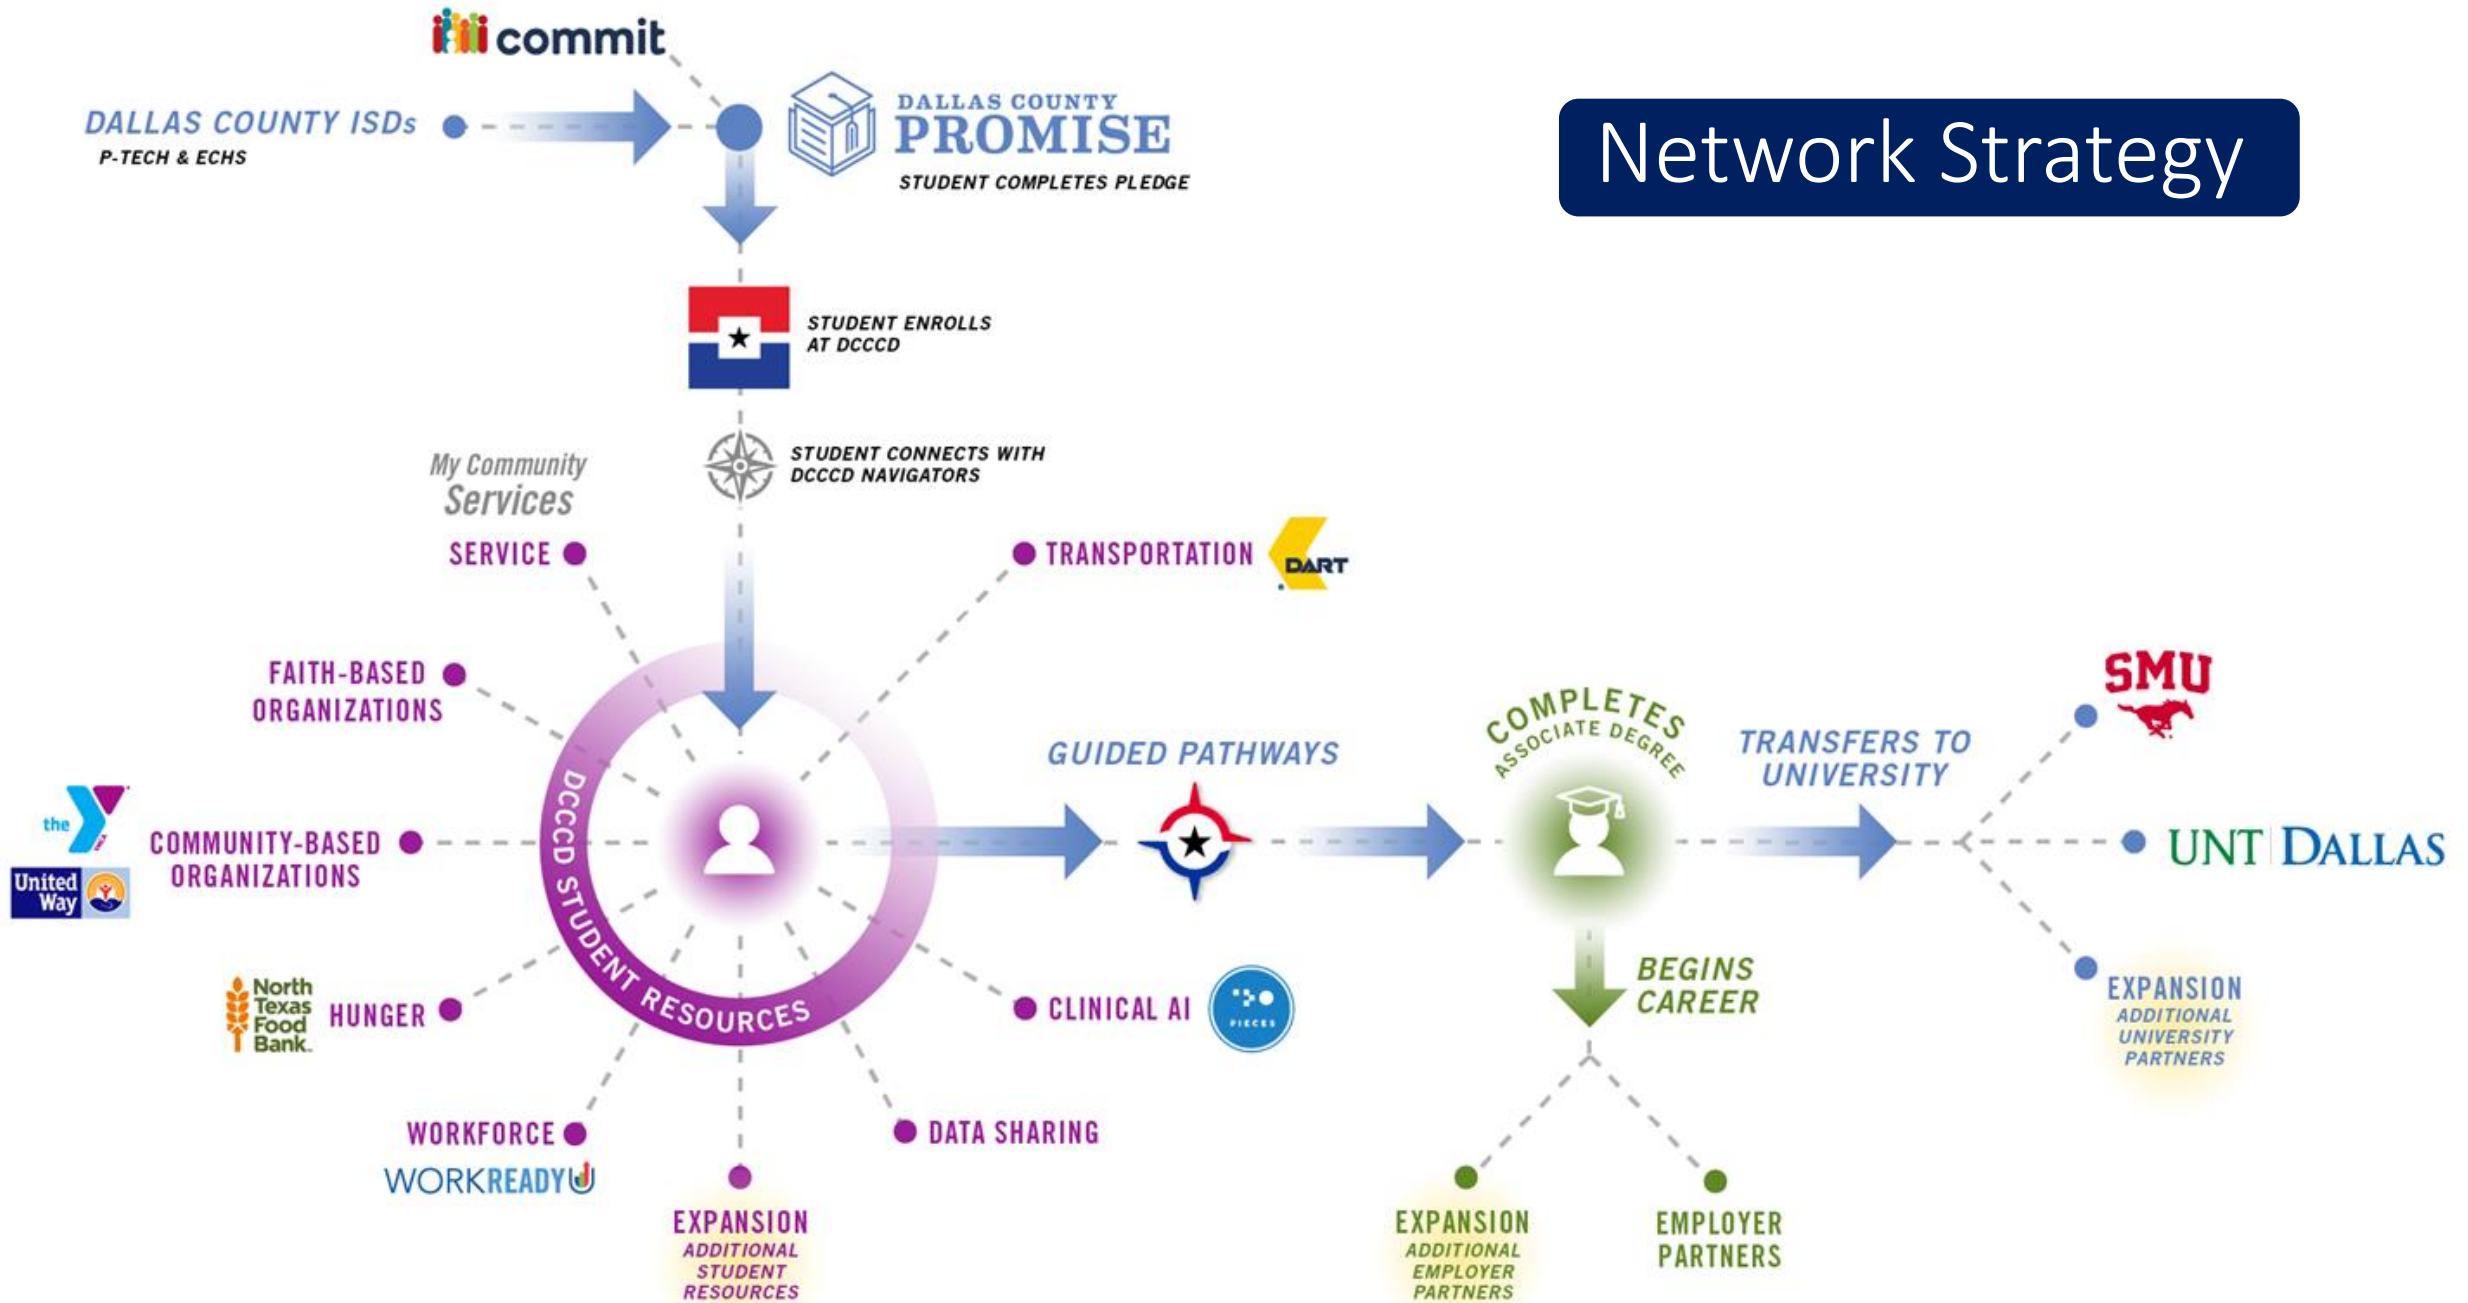 commit
Network Strategy
DALLAS COUNTY ISDs
P-TECH & ECHS
DALLAS COUNTY
PROMISE
STUDENT COMPLETES PLEDGE
STUDENT ENROLLS
AT DCCCD
STUDENT CONNECTS WITH
DCCCD NAVIGATORS
My Community
Services
SERVICE
TRANSPORTATION
DART
FAITH-BASED
ORGANIZATIONS
the Y
United
Way
COMMUNITY-BASED
ORGANIZATIONS
North
Texas
Food
Bank
HUNGER
WORKFORCE
WORKREADYU
EXPANSION
ADDITIONAL
STUDENT
RESOURCES
DATA SHARING
CLINICAL AI
PIECES
DCCCD STUDENT RESOURCES
GUIDED PATHWAYS
COMPLETES
ASSOCIATE DEGREE
TRANSFERS TO
UNIVERSITY
SMU
UNT DALLAS
EXPANSION
ADDITIONAL
UNIVERSITY
PARTNERS
BEGINS
CAREER
EXPANSION
ADDITIONAL
EMPLOYER
PARTNERS
EMPLOYER
PARTNERS